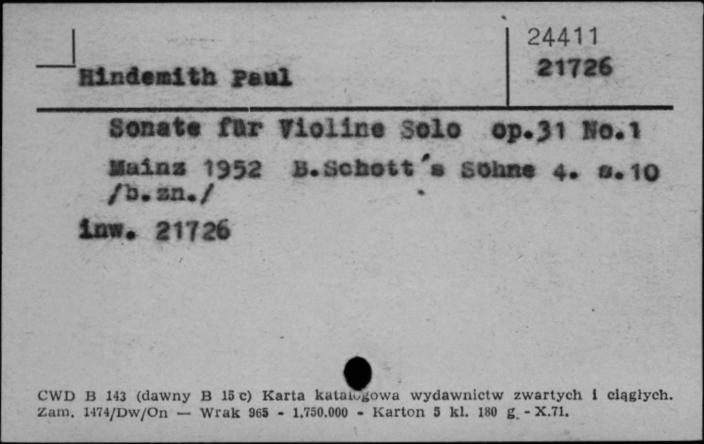 24411
Hindemith Paul 21726
Sonate für Violine Solo op.31 No.1
Mainz 1952 B.Schott's Söhne 4. s.10
/b.zn./
inw. 21726
CWD B 143 (dawny B 15 c) Karta katalogowa wydawnictw zwartych i ciągłych.
Zam. 1474/Dw/On — Wrak 965 - 1.750.000 - Karton 5 kl. 180 g. - X.71.